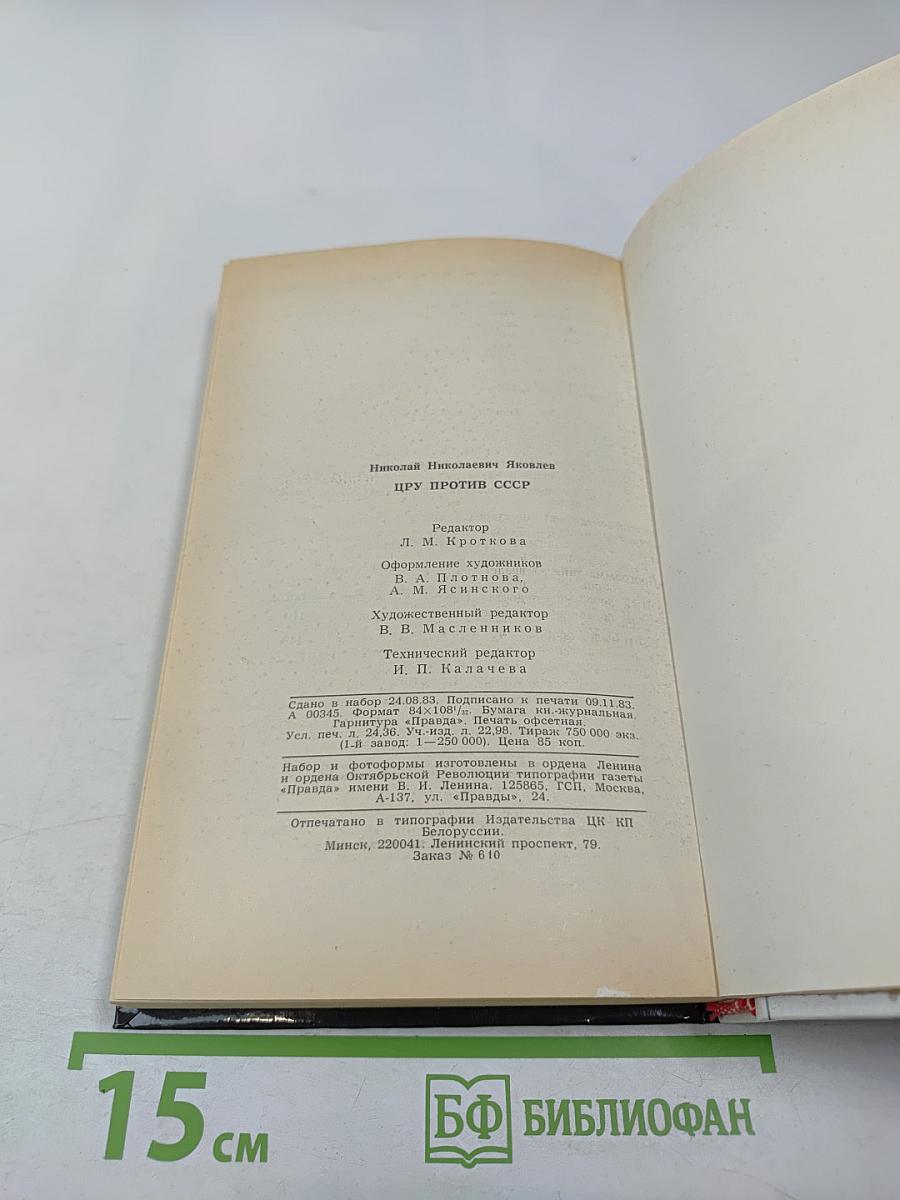 Николай Николаевич Яковлев
ЦРУ ПРОТИВ СССР
Редактор
Л. М. Кроткова
Оформление художников
В. А. Плотнова,
А. М. Ясинского
Художественный редактор
В. В. Масленников
Технический редактор
И. П. Калачева
Сдано в набор 24.08.83. Подписано к печати 09.11.83.
А 00345. Формат 84×108¹/₃₂. Бумага кн.-журнальная.
Гарнитура «Правда». Печать офсетная.
Усл. печ. л. 24,36. Уч.-изд. л. 22,98. Тираж 750 000 экз.
(1-й завод: 1—250 000). Цена 85 коп.
Набор и фотоформы изготовлены в ордена Ленина
и ордена Октябрьской Революции типографии газеты
«Правда» имени В. И. Ленина. 125865, ГСП, Москва,
А-137, ул. «Правды», 24.
Отпечатано в типографии Издательства ЦК КП
Белоруссии.
Минск, 220041. Ленинский проспект, 79.
Заказ № 610
15 см
БФ БИБЛИОФАН